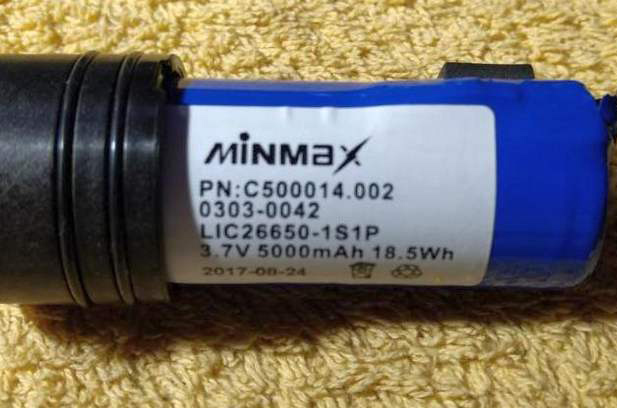 MINMAX
PN:C500014.002
0303-0042
LIC26650-1S1P
3.7V 5000mAh 18.5Wh
2017-08-24